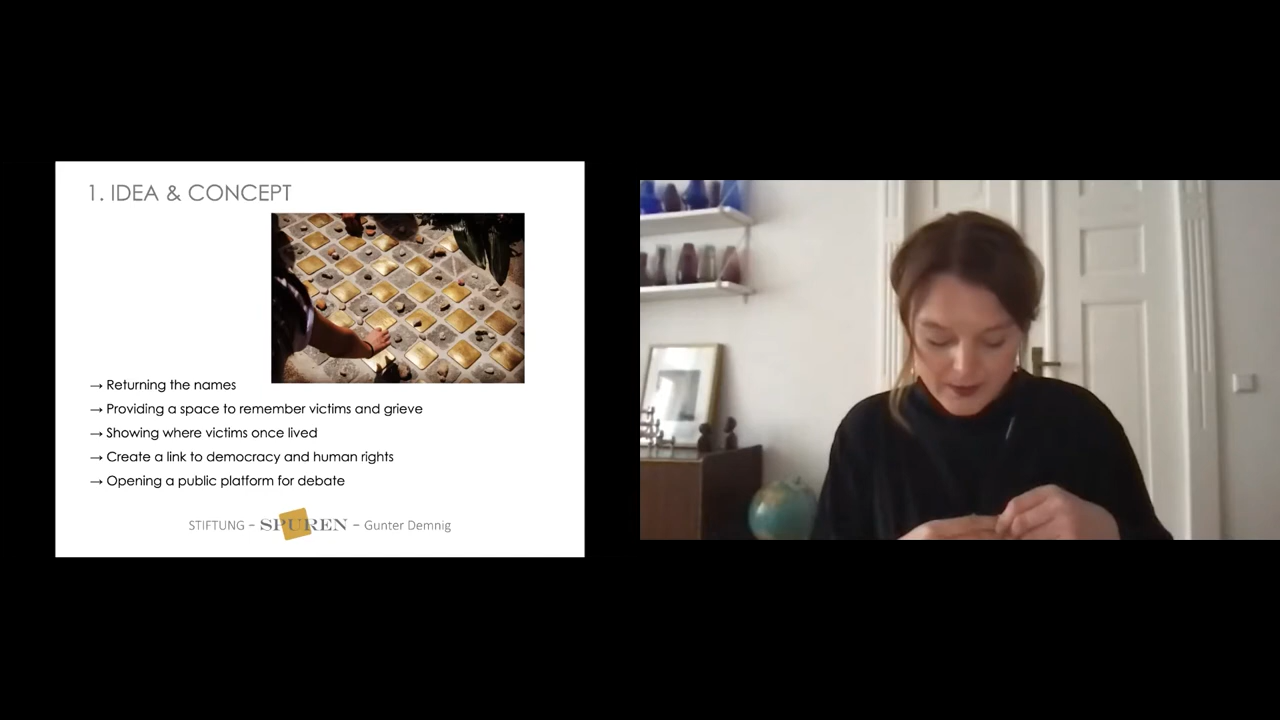 1. IDEA & CONCEPT
→ Returning the names
→ Providing a space to remember victims and grieve
→ Showing where victims once lived
→ Create a link to democracy and human rights
→ Opening a public platform for debate
STIFTUNG – SPUREN – Gunter Demnig